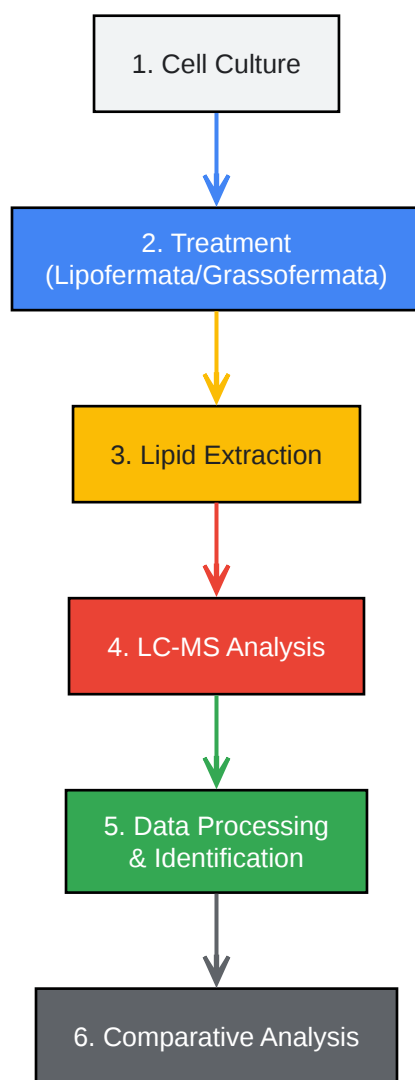 1. Cell Culture
2. Treatment
(Lipofermata/Grassofermata)
3. Lipid Extraction
4. LC-MS Analysis
5. Data Processing
& Identification
6. Comparative Analysis